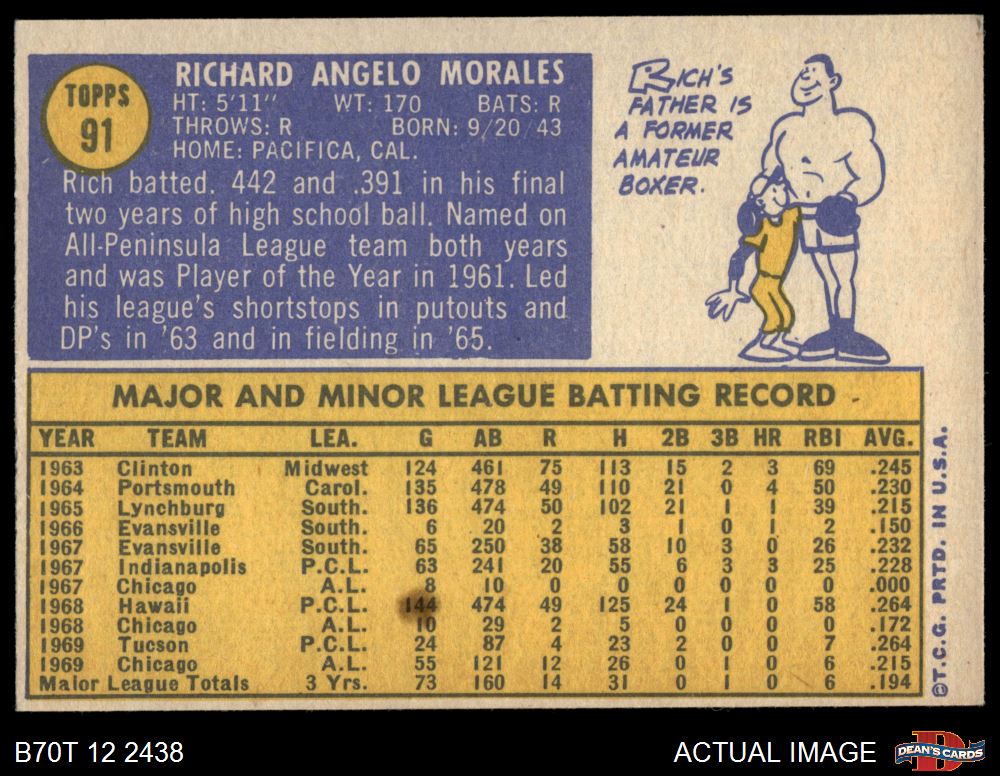 TOPPS
91
RICHARD ANGELO MORALES
HT: 5'11" WT: 170 BATS: R
THROWS: R BORN: 9/20/43
HOME: PACIFICA, CAL.
Rich batted. 442 and .391 in his final
two years of high school ball. Named on
All-Peninsula League team both years
and was Player of the Year in 1961. Led
his league's shortstops in putouts and
DP's in '63 and in fielding in '65.
RICH'S
FATHER IS
A FORMER
AMATEUR
BOXER.
MAJOR AND MINOR LEAGUE BATTING RECORD
YEAR TEAM LEA. G AB R H 2B 3B HR RBI AVG.
1963 Clinton Midwest 124 461 75 113 15 2 3 69 .245
1964 Portsmouth Carol. 135 478 49 110 21 0 4 50 .230
1965 Lynchburg South. 136 474 50 102 21 1 1 39 .215
1966 Evansville South. 6 20 2 3 1 0 1 2 .150
1967 Evansville South. 65 250 38 58 10 3 0 26 .232
1967 Indianapolis P.C.L. 63 241 20 55 6 3 3 25 .228
1967 Chicago A.L. 8 10 0 0 0 0 0 0 .000
1968 Hawaii P.C.L. 144 474 49 125 24 1 0 58 .264
1968 Chicago A.L. 10 29 2 5 0 0 0 0 .172
1969 Tucson P.C.L. 24 87 4 23 2 0 0 7 .264
1969 Chicago A.L. 55 121 12 26 0 1 0 6 .215
Major League Totals 3 Yrs. 73 160 14 31 0 1 0 6 .194
©T.C.G. PRTD. IN U.S.A.
B70T 12 2438
ACTUAL IMAGE
DEAN'S CARDS